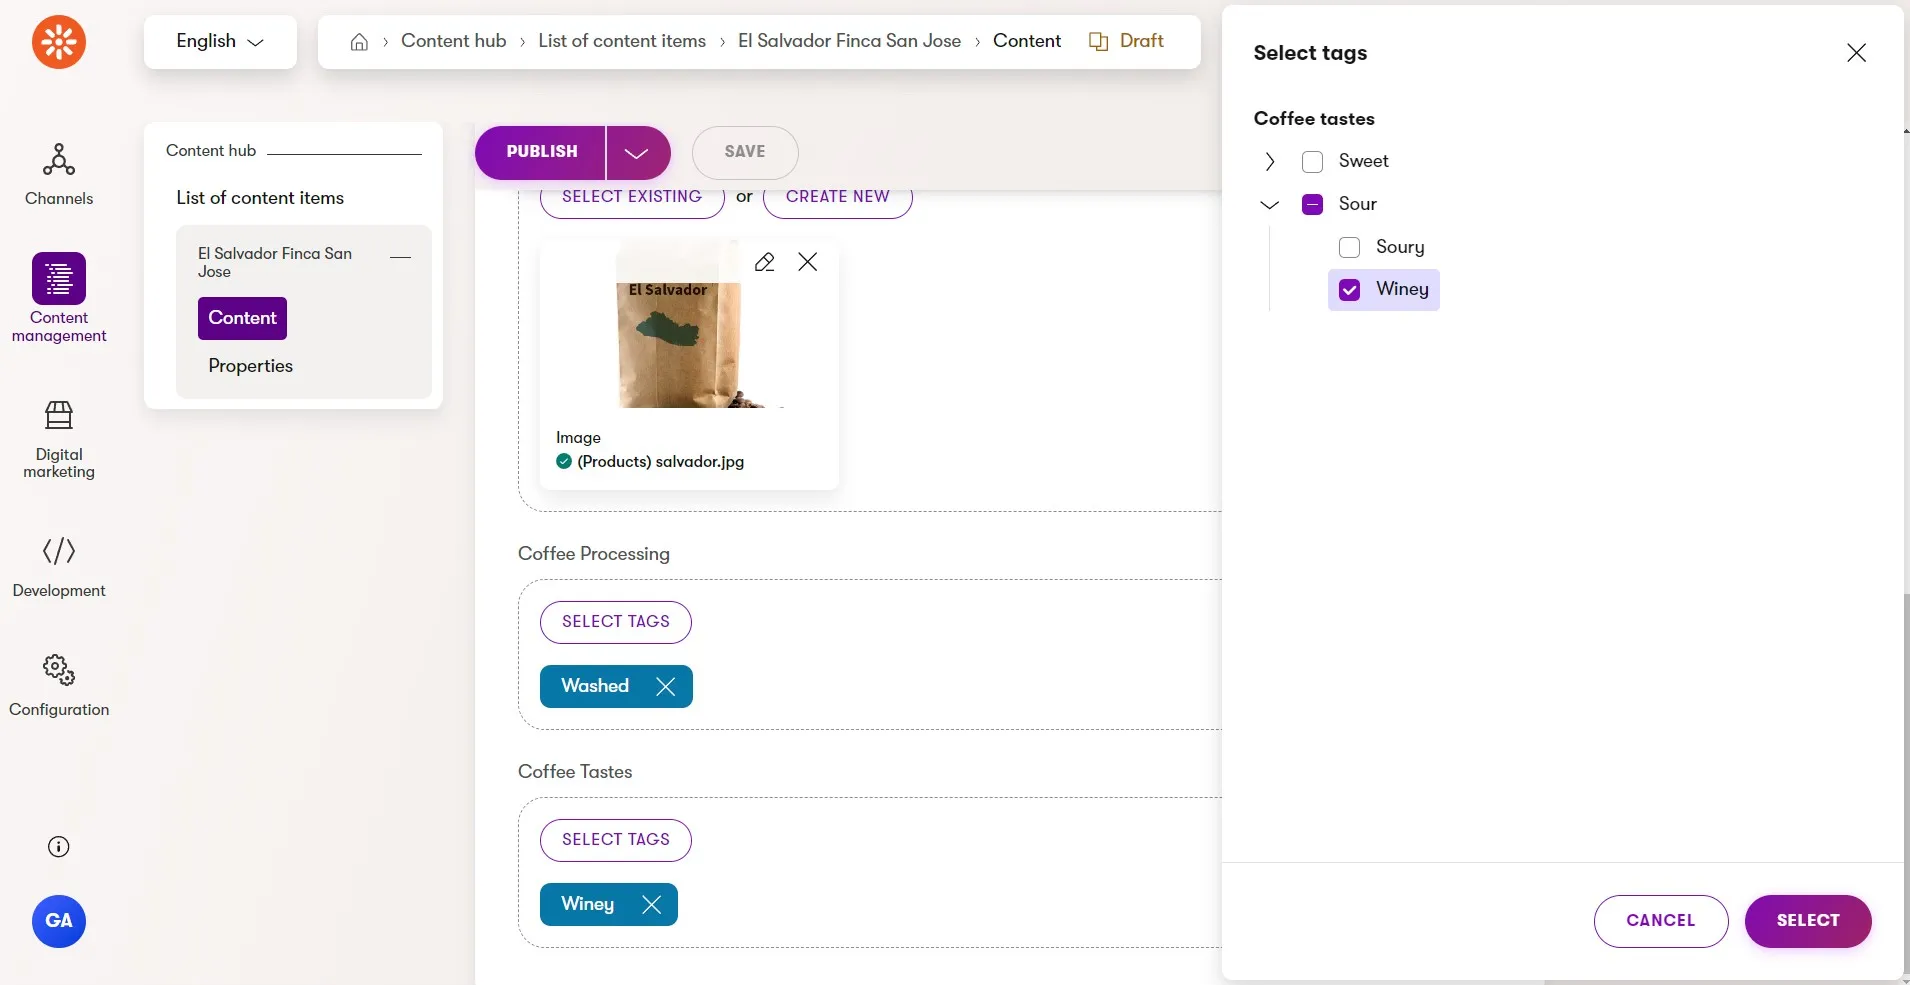 English
Content hub
List of content items
El Salvador Finca San Jose
Content
Draft
Select tags
Coffee tastes
Sweet
Sour
Soury
Winey
CANCEL
SELECT
Channels
Content
management
Digital
marketing
Development
Configuration
GA
Content hub
List of content items
El Salvador Finca San
Jose
Content
Properties
PUBLISH
SAVE
SELECT EXISTING or CREATE NEW
El Salvador
Image
(Products) salvador.jpg
Coffee Processing
SELECT TAGS
Washed
Coffee Tastes
SELECT TAGS
Winey